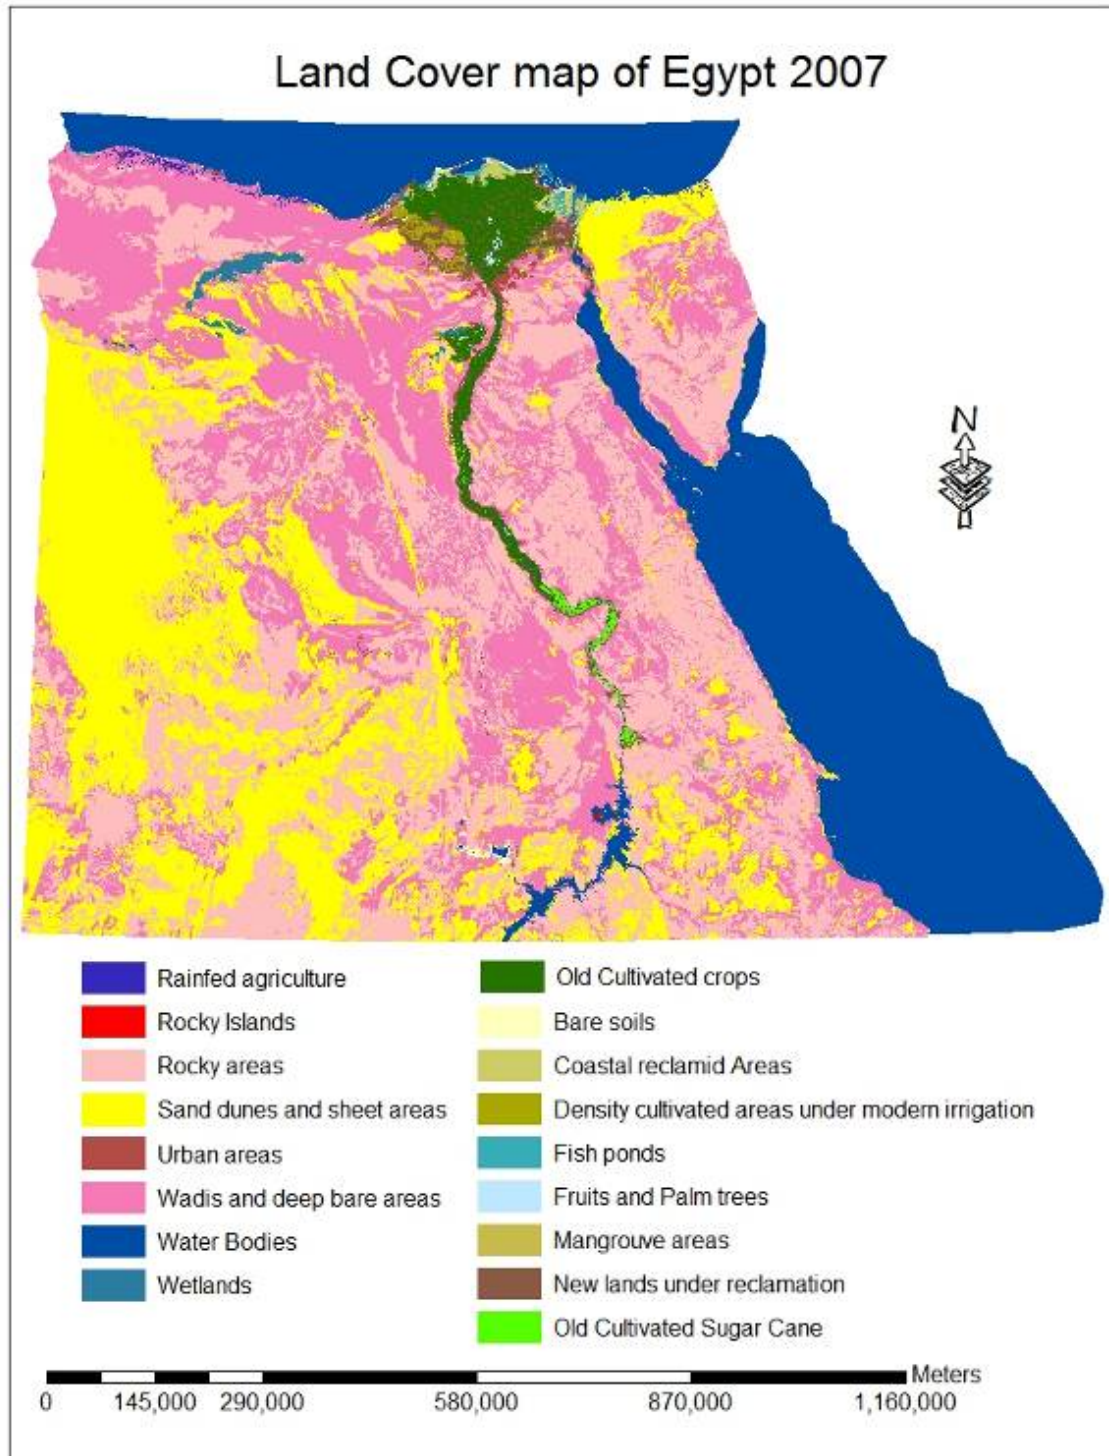 Land Cover map of Egypt 2007
N
Rainfed agriculture
Rocky Islands
Rocky areas
Sand dunes and sheet areas
Urban areas
Wadis and deep bare areas
Water Bodies
Wetlands
Old Cultivated crops
Bare soils
Coastal reclamid Areas
Density cultivated areas under modern irrigation
Fish ponds
Fruits and Palm trees
Mangrouve areas
New lands under reclamation
Old Cultivated Sugar Cane
Meters
0 145,000 290,000 580,000 870,000 1,160,000